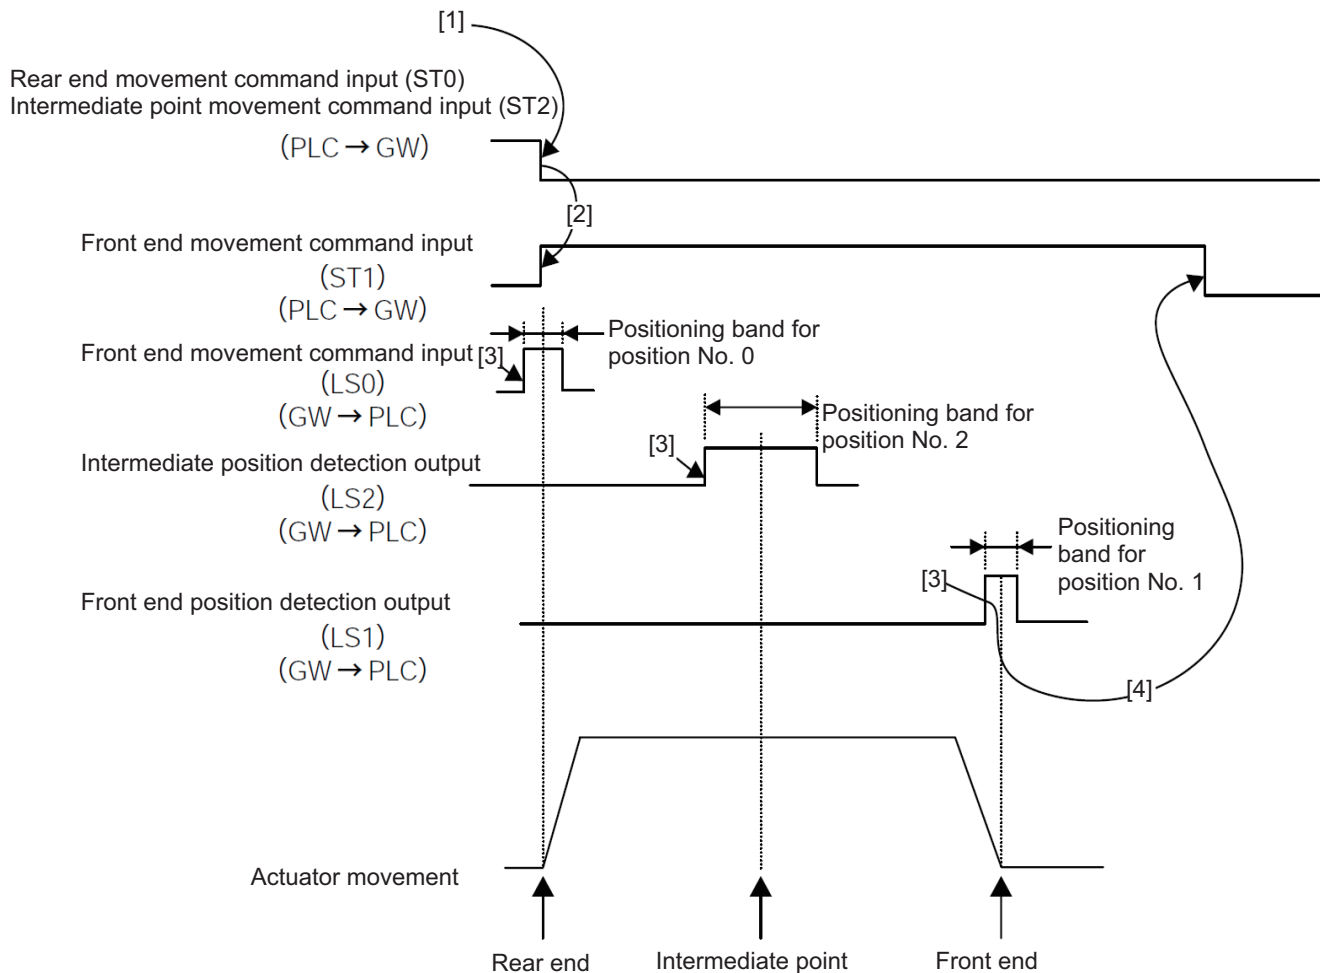 [1]
Rear end movement command input (ST0)
Intermediate point movement command input (ST2)
(PLC → GW)
[2]
Front end movement command input
(ST1)
(PLC → GW)
Positioning band for
position No. 0
Front end movement command input
[3]
(LS0)
(GW → PLC)
Positioning band for
position No. 2
[3]
Intermediate position detection output
(LS2)
(GW → PLC)
Positioning
band for
position No. 1
[3]
Front end position detection output
(LS1)
(GW → PLC)
[4]
Actuator movement
Rear end
Intermediate point
Front end